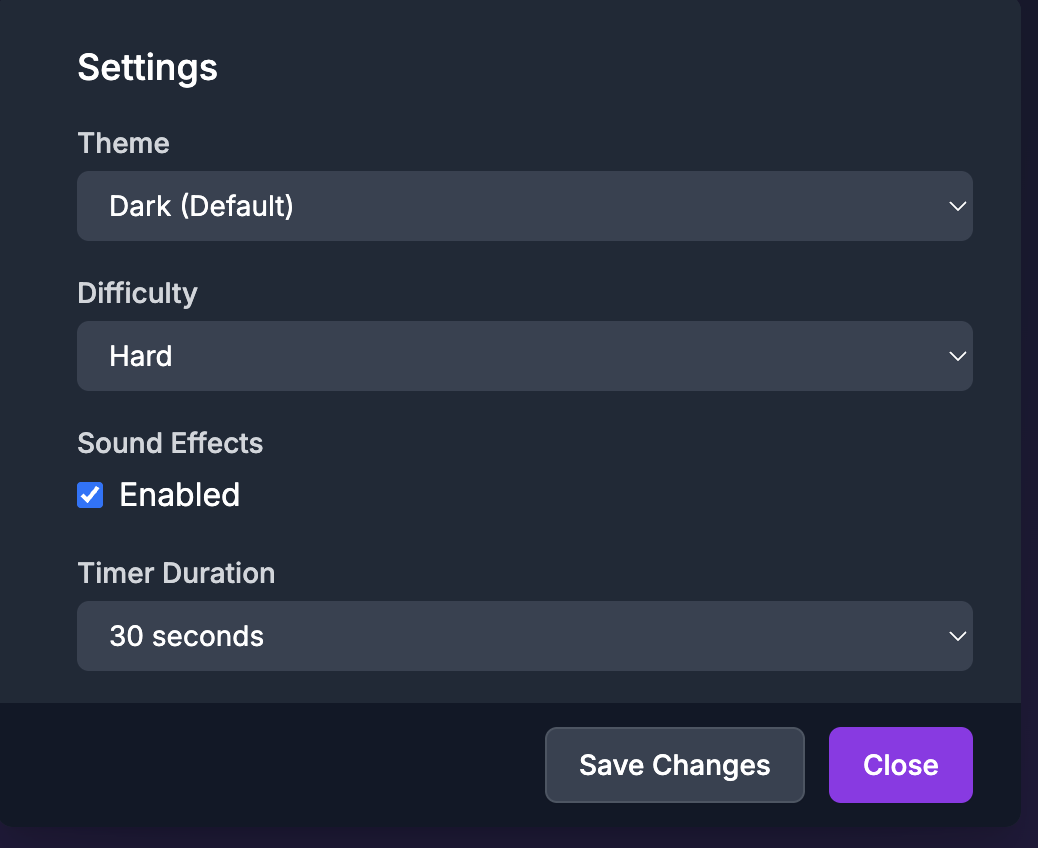 Settings
Theme
Dark (Default)
Difficulty
Hard
Sound Effects
Enabled
Timer Duration
30 seconds
Save Changes
Close